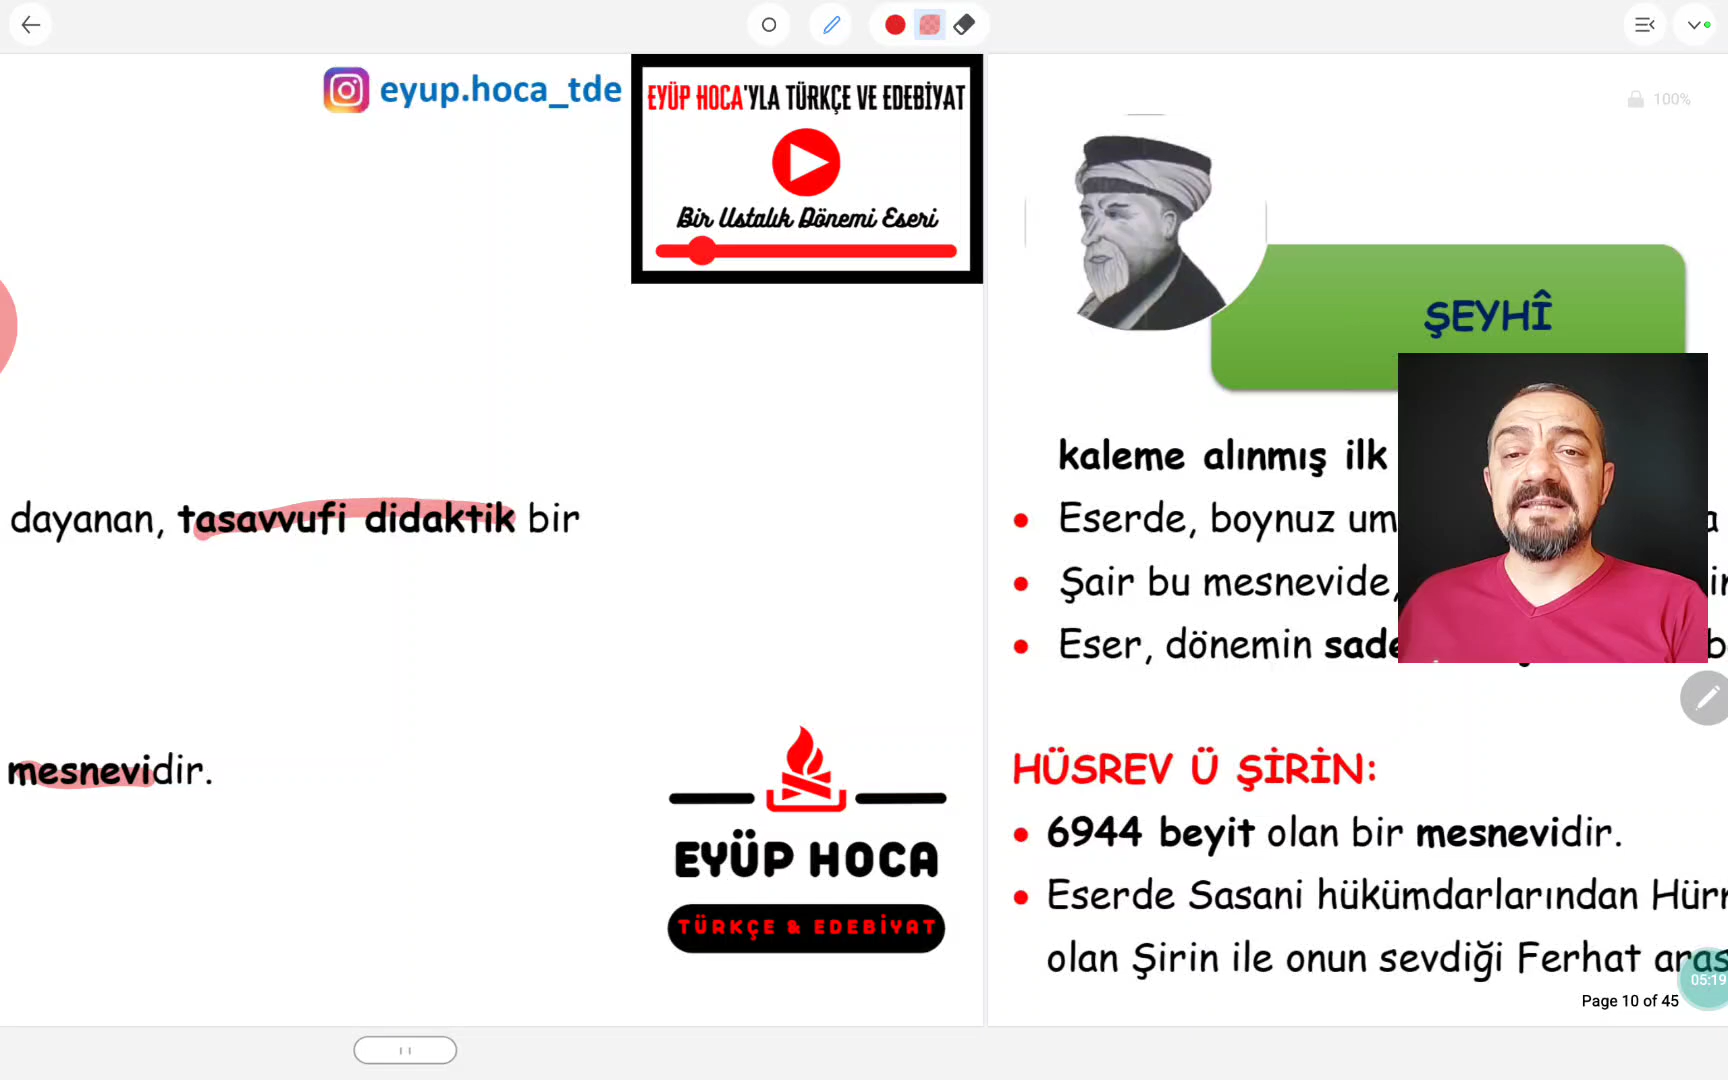 eyup.hoca_tde
EYÜP HOCA'YLA TÜRKÇE VE EDEBİYAT
Bir Ustalık Dönemi Eseri
dayanan, tasavvufi didaktik bir
mesnevidir.
EYÜP HOCA
TÜRKÇE & EDEBİYAT
100%
ŞEYHÎ
kaleme alınmış ilk
Eserde, boynuz um
Şair bu mesnevide,
Eser, dönemin sade
HÜSREV Ü ŞİRİN:
6944 beyit olan bir mesnevidir.
Eserde Sasani hükümdarlarından Hürr
olan Şirin ile onun sevdiği Ferhat aras
05:19
Page 10 of 45